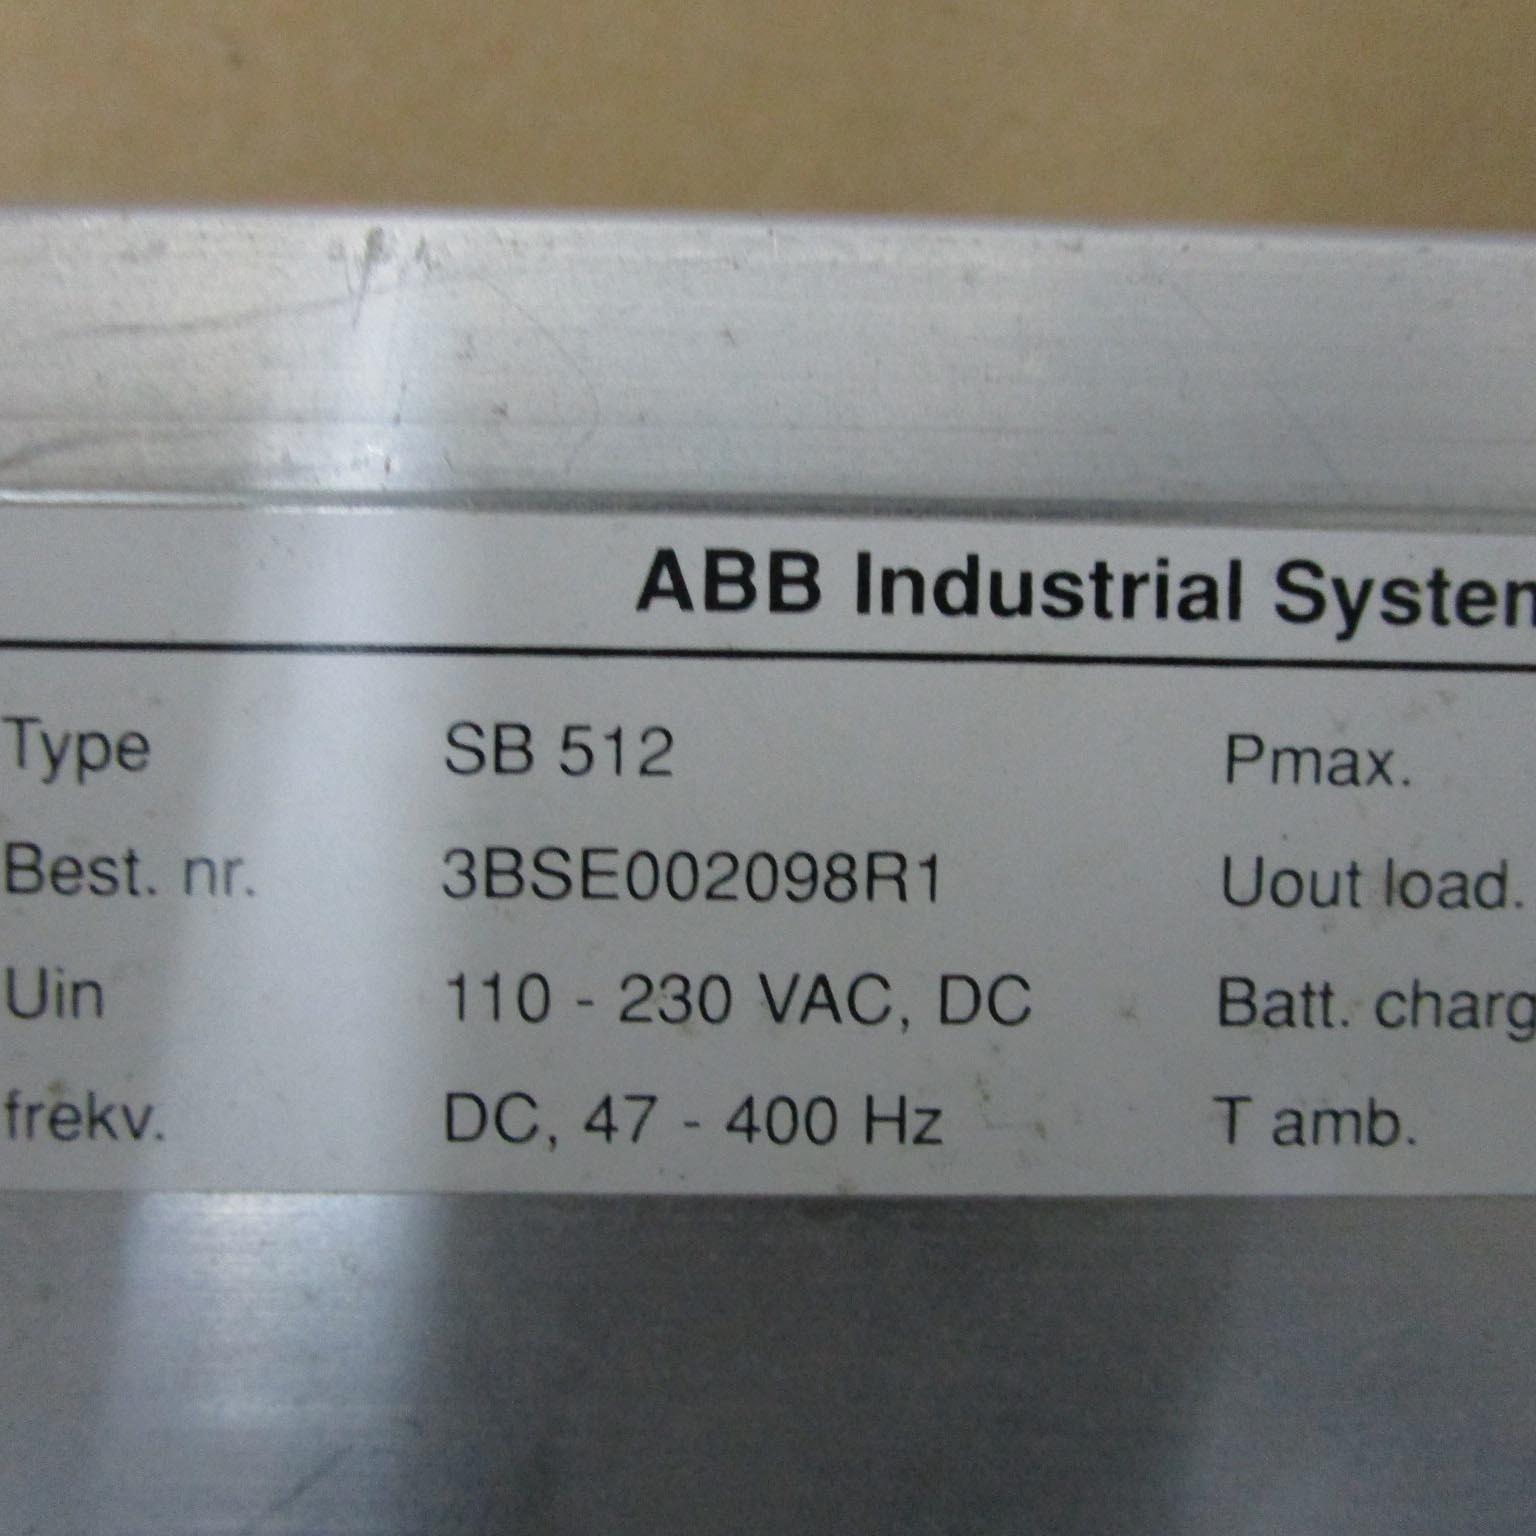 ABB Industrial System
Type SB 512 Pmax.
Best. nr. 3BSE002098R1 Uout load.
Uin 110 - 230 VAC, DC Batt. charg
frekv. DC, 47 - 400 Hz T amb.